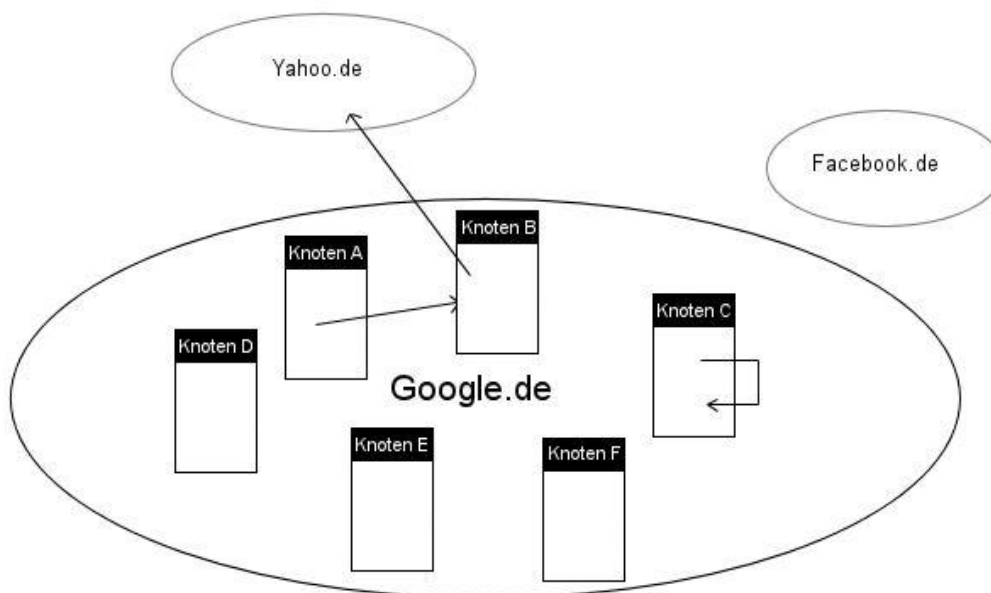 Yahoo.de
Facebook.de
Knoten B
Knoten A
Knoten C
Knoten D
Google.de
Knoten E
Knoten F